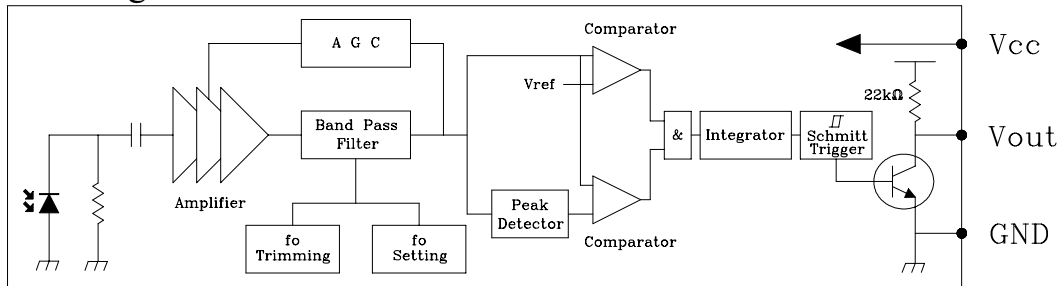 A G C
Comparator
Vcc
Vref
22kΩ
Band Pass
Filter
&
Integrator
Schmitt
Trigger
Vout
Amplifier
Peak
Detector
Comparator
fo
Trimming
fo
Setting
GND